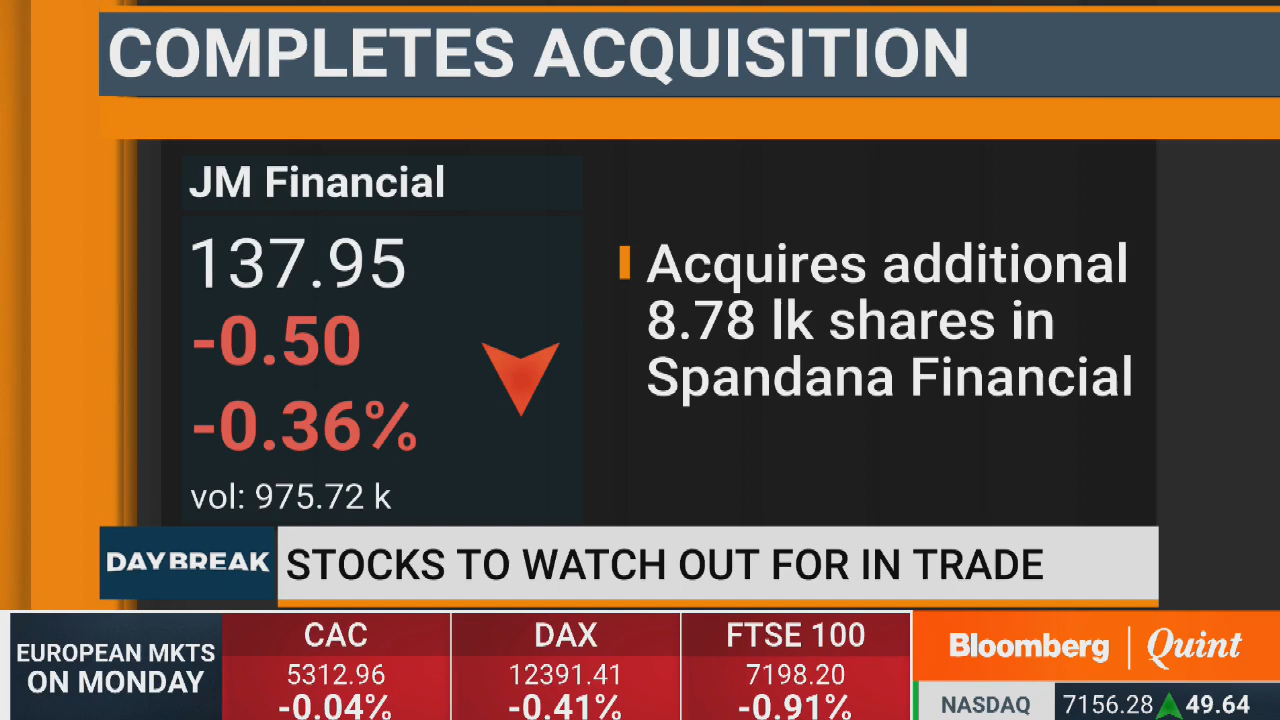 COMPLETES ACQUISITION
JM Financial
137.95
-0.50
-0.36%
vol: 975.72 k
Acquires additional
8.78 lk shares in
Spandana Financial
DAYBREAK
STOCKS TO WATCH OUT FOR IN TRADE
EUROPEAN MKTS
ON MONDAY
CAC
5312.96
-0.04%
DAX
12391.41
-0.41%
FTSE 100
7198.20
-0.91%
Bloomberg | Quint
NASDAQ 7156.28 49.64